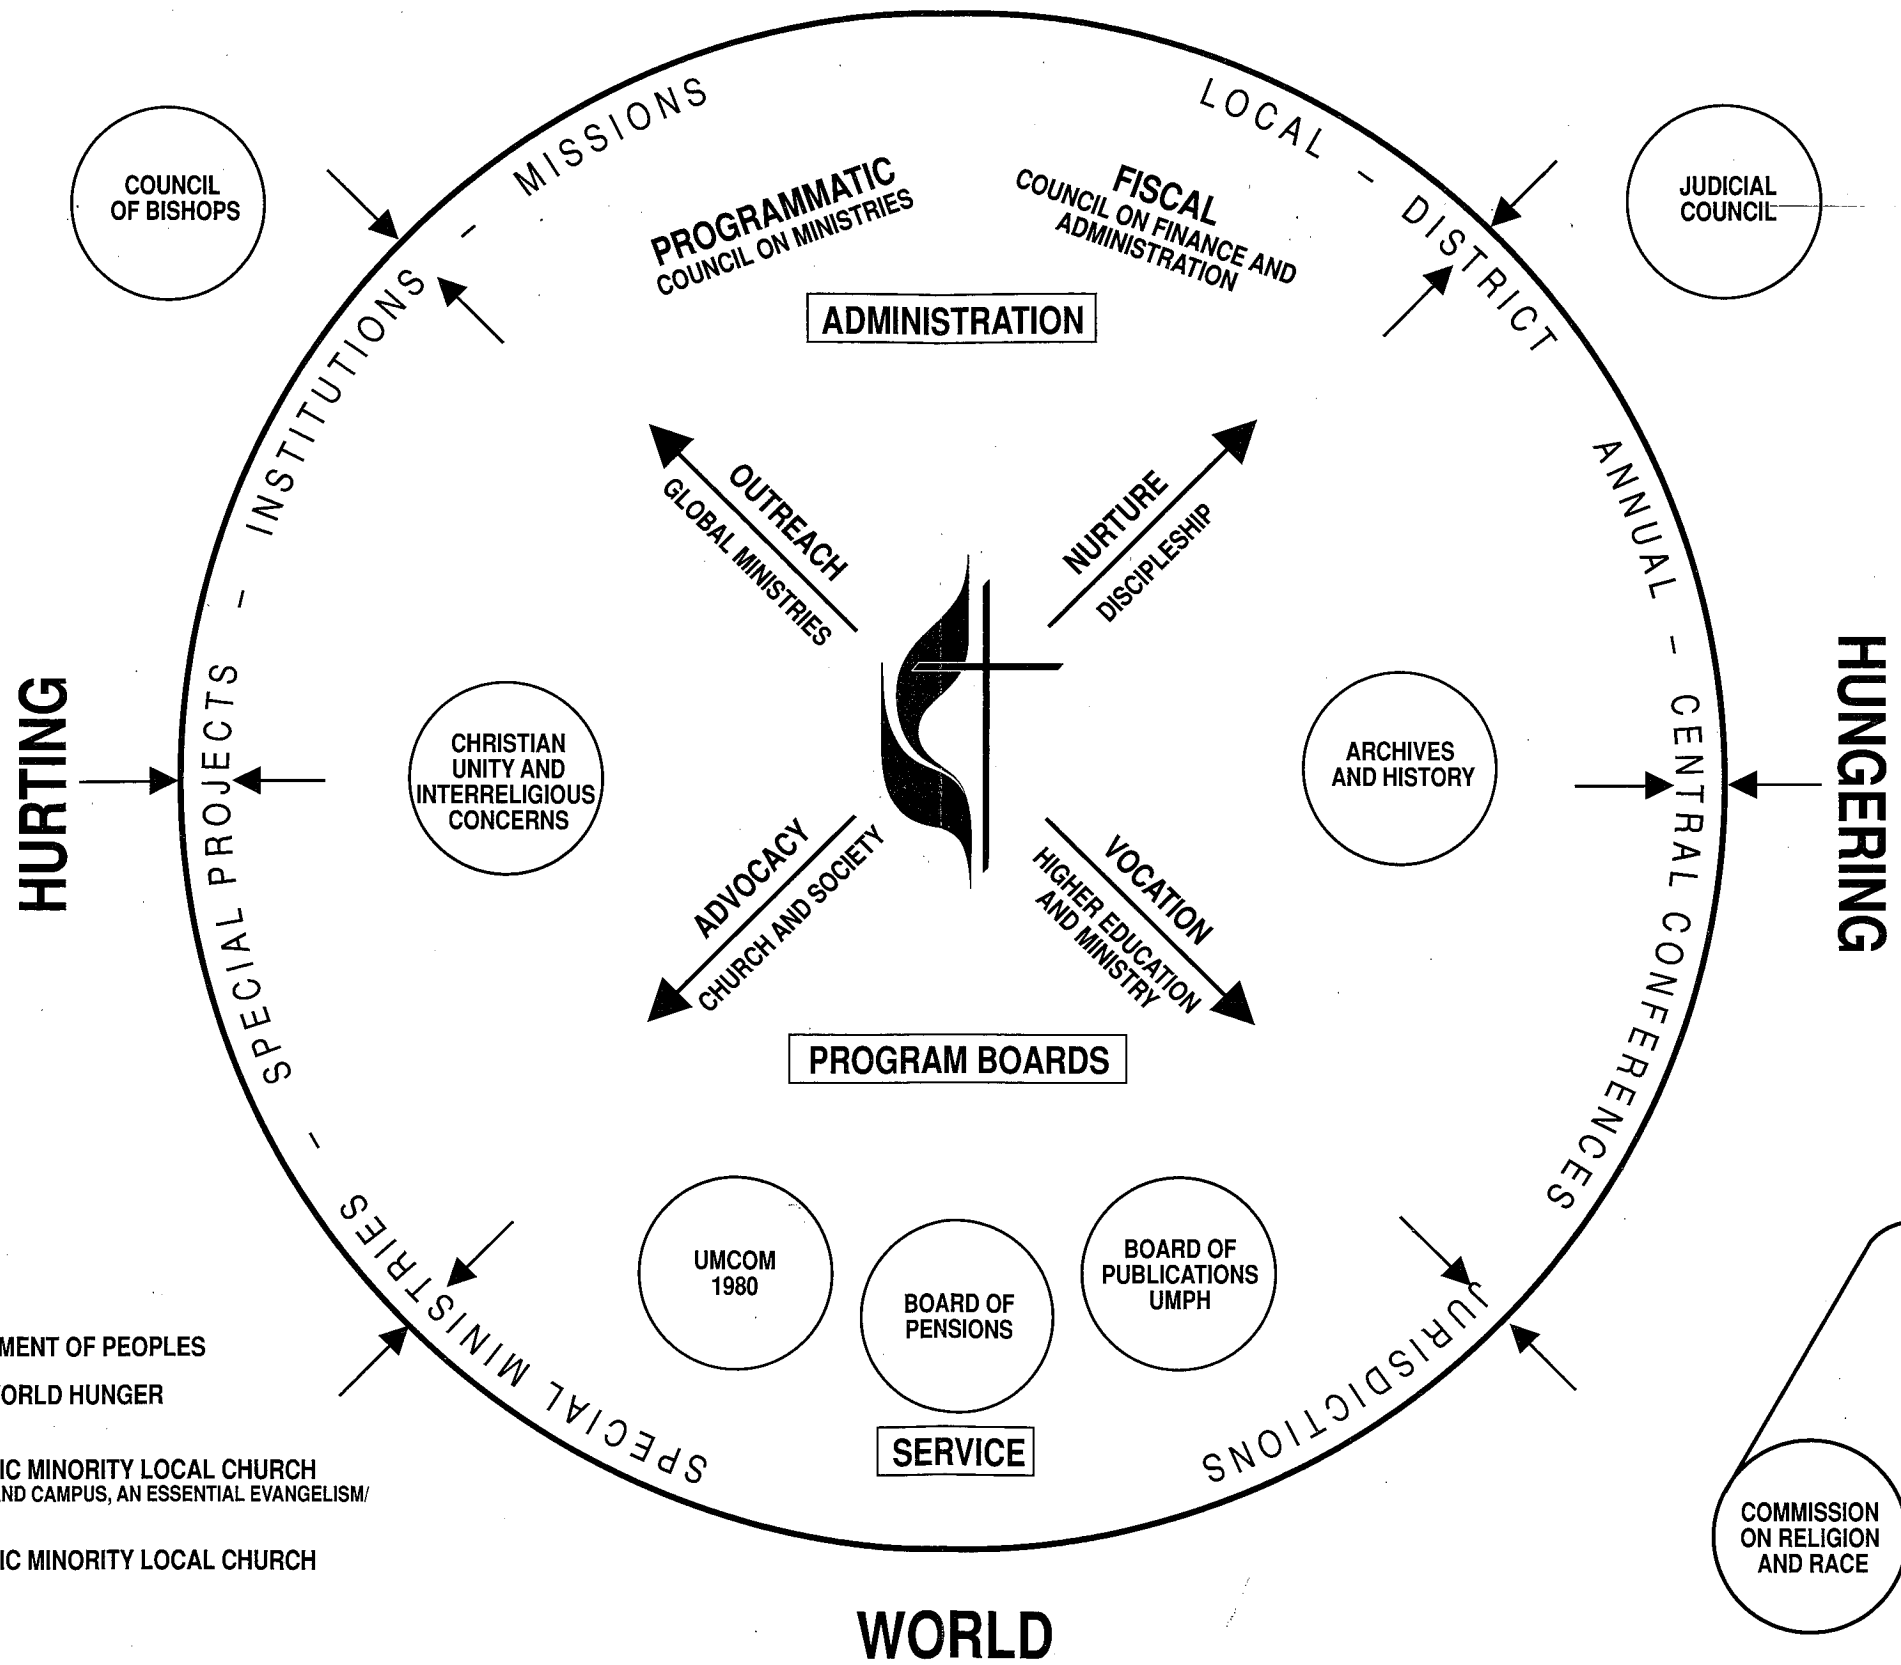 COUNCIL
OF BISHOPS
JUDICIAL
COUNCIL
SPECIAL MINISTRIES - SPECIAL PROJECTS - INSTITUTIONS - MISSIONS
LOCAL - DISTRICT
ANNUAL - CENTRAL CONFERENCES
JURISDICTIONS
PROGRAMMATIC
COUNCIL ON MINISTRIES
FISCAL
COUNCIL ON FINANCE AND
ADMINISTRATION
ADMINISTRATION
OUTREACH
GLOBAL MINISTRIES
NURTURE
DISCIPLESHIP
HURTING
HUNGERING
CHRISTIAN
UNITY AND
INTERRELIGIOUS
CONCERNS
ARCHIVES
AND HISTORY
ADVOCACY
CHURCH AND SOCIETY
VOCATION
HIGHER EDUCATION
AND MINISTRY
PROGRAM BOARDS
UMCOM
1980
BOARD OF
PENSIONS
BOARD OF
PUBLICATIONS
UMPH
SERVICE
MENT OF PEOPLES
ORLD HUNGER
IC MINORITY LOCAL CHURCH
ND CAMPUS, AN ESSENTIAL EVANGELISM/
IC MINORITY LOCAL CHURCH
COMMISSION
ON RELIGION
AND RACE
WORLD